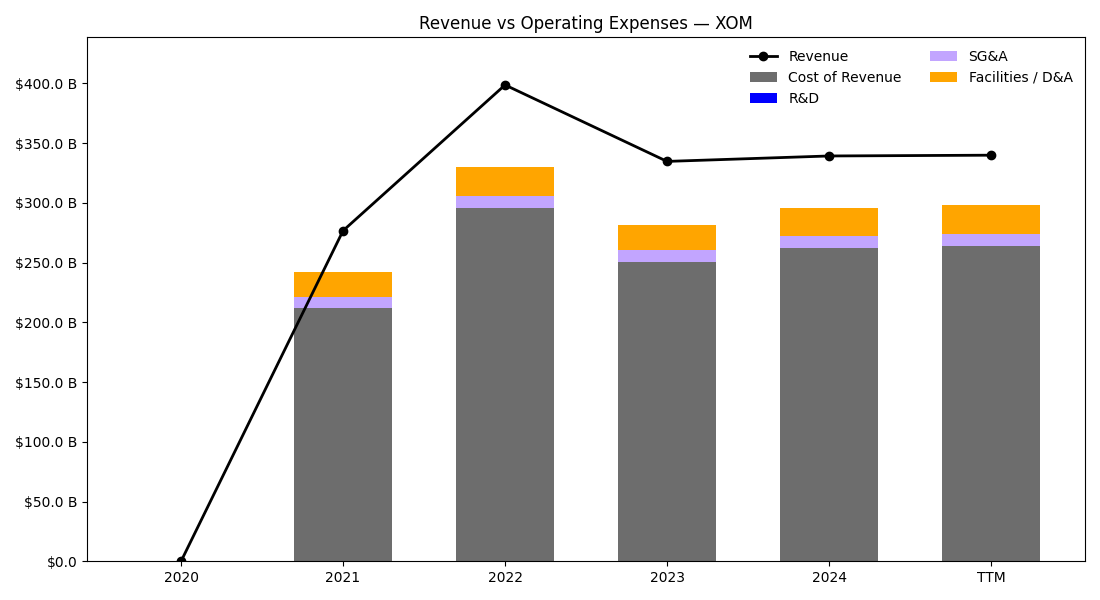 Revenue vs Operating Expenses — XOM
Revenue
Cost of Revenue
R&D
SG&A
Facilities / D&A
$400.0 B
$350.0 B
$300.0 B
$250.0 B
$200.0 B
$150.0 B
$100.0 B
$50.0 B
$0.0
2020 2021 2022 2023 2024 TTM